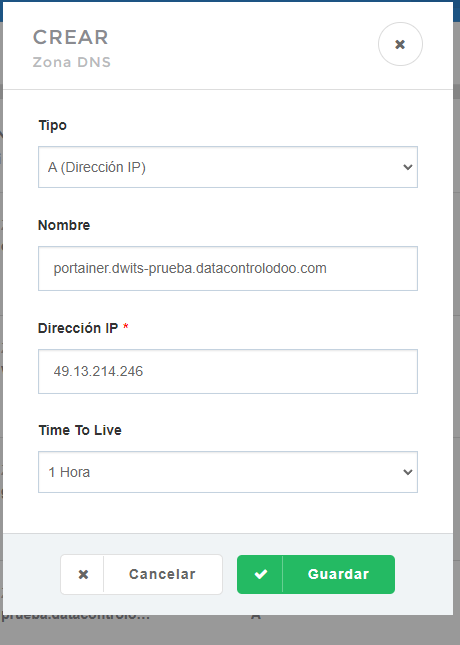 CREAR
Zona DNS
Tipo
A (Dirección IP)
Nombre
portainer.dwits-prueba.datacontrolodoo.com
Dirección IP *
49.13.214.246
Time To Live
1 Hora
Cancelar
Guardar
prueba.datacontrolo... A